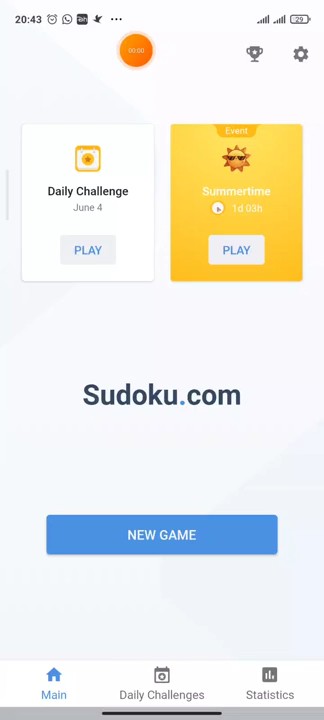 20:43
29
00:06
Event
Daily Challenge
June 4
PLAY
Summertime
1d 03h
PLAY
Sudoku.com
NEW GAME
Main
Daily Challenges
Statistics